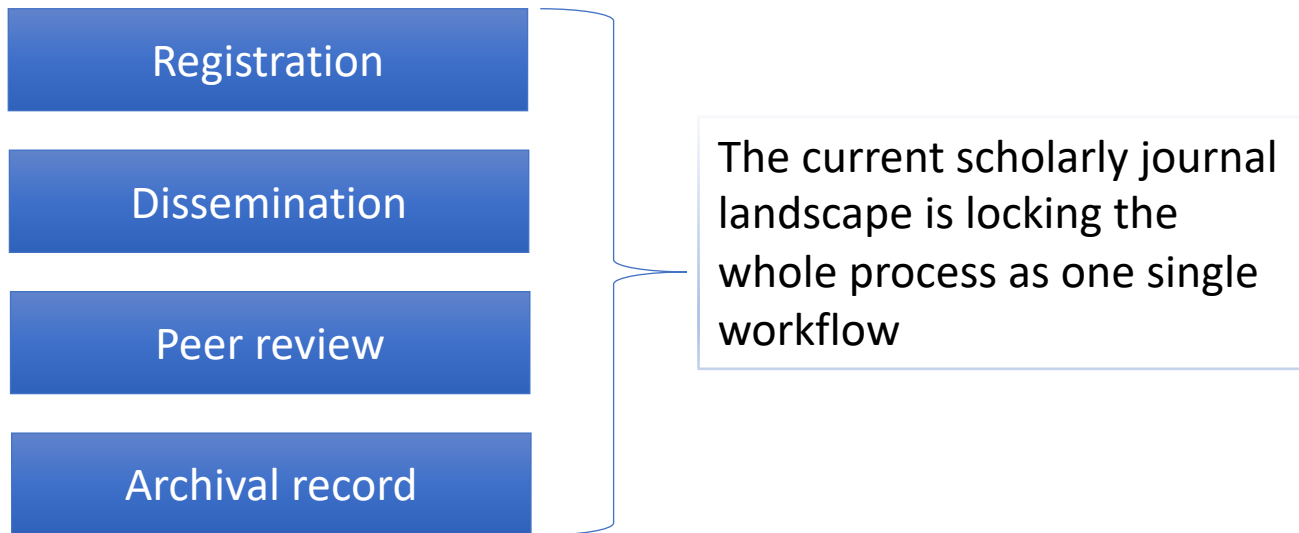 Registration
Dissemination
Peer review
Archival record
The current scholarly journal
landscape is locking the
whole process as one single
workflow